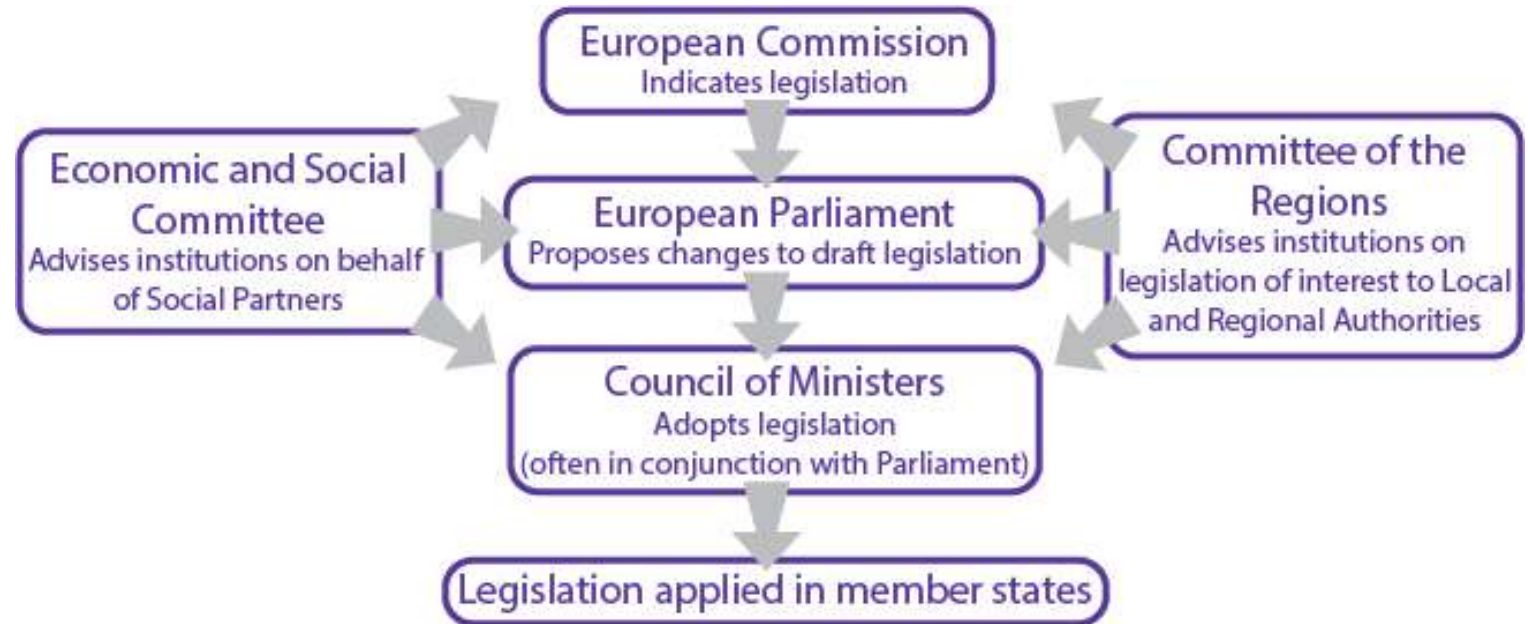 European Commission
Indicates legislation
Economic and Social
Committee
Advises institutions on behalf
of Social Partners
European Parliament
Proposes changes to draft legislation
Committee of the
Regions
Advises institutions on
legislation of interest to Local
and Regional Authorities
Council of Ministers
Adopts legislation
(often in conjunction with Parliament)
Legislation applied in member states